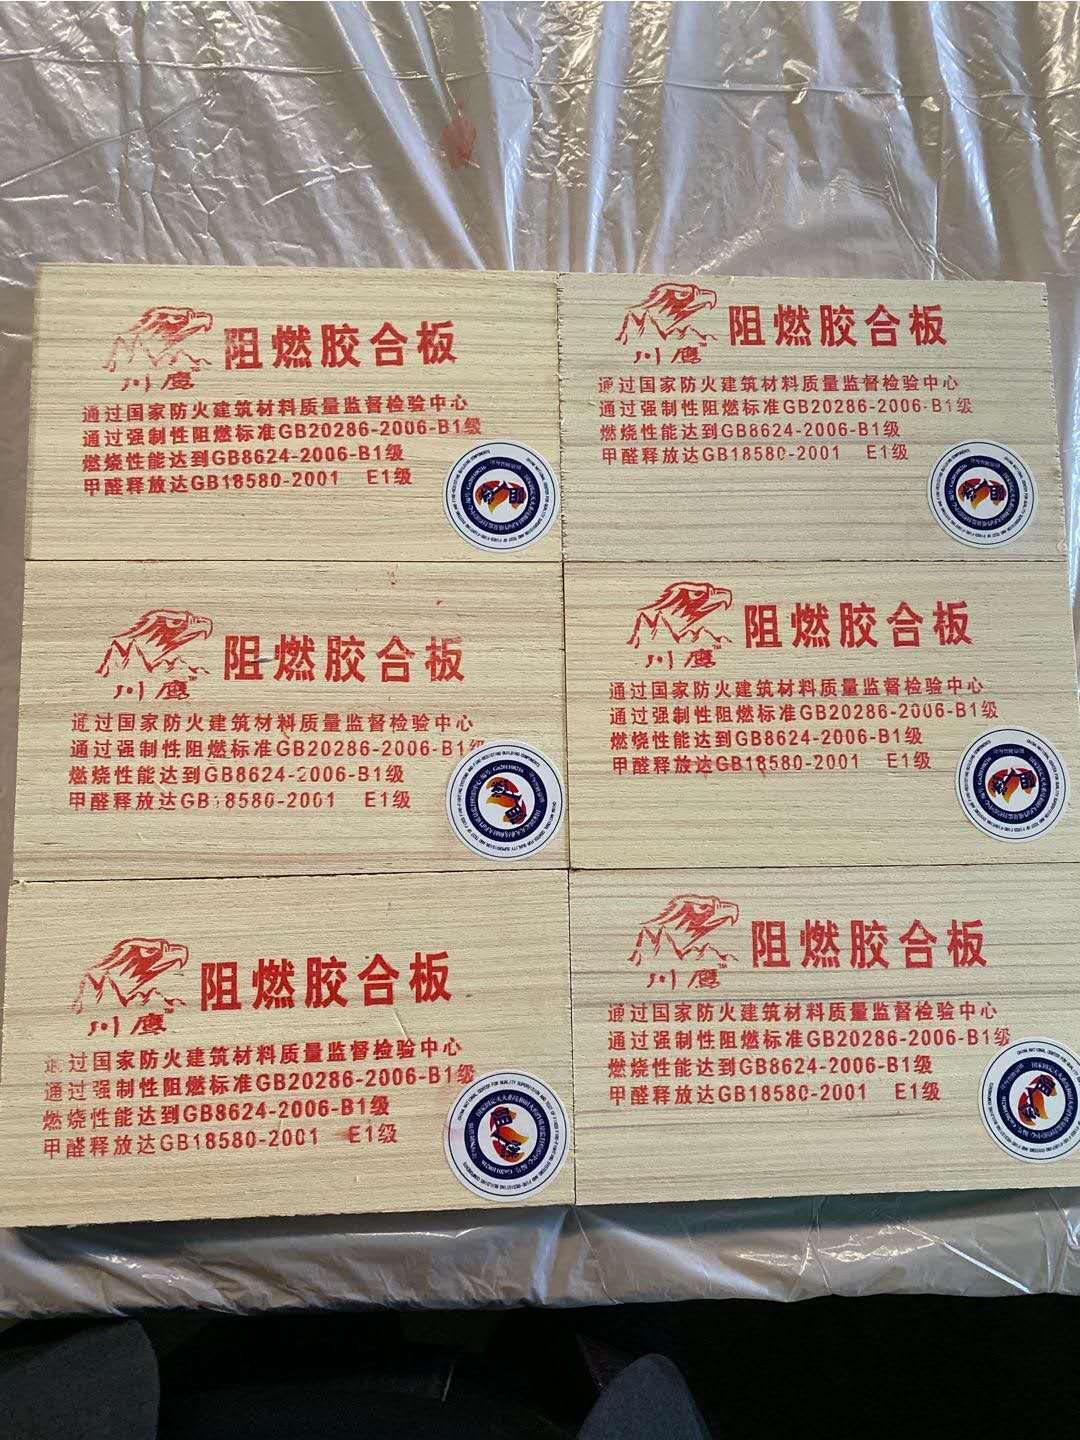 阻燃胶合板
川鹰
通过国家防火建筑材料质量监督检验中心
通过强制性阻燃标准GB20286-2006-B1级
燃烧性能达到GB8624-2006-B1级
甲醛释放达GB18580-2001 E1级
阻燃胶合板
川鹰
通过国家防火建筑材料质量监督检验中心
通过强制性阻燃标准GB20286-2006-B1级
燃烧性能达到GB8624-2006-B1级
甲醛释放达GB18580-2001 E1级
阻燃胶合板
川鹰
通过国家防火建筑材料质量监督检验中心
通过强制性阻燃标准GB20286-2006-B1级
燃烧性能达到GB8624-2006-B1级
甲醛释放达GB18580-2001 E1级
阻燃胶合板
川鹰
通过国家防火建筑材料质量监督检验中心
通过强制性阻燃标准GB20286-2006-B1级
燃烧性能达到GB8624-2006-B1级
甲醛释放达GB18580-2001 E1级
阻燃胶合板
川鹰
通过国家防火建筑材料质量监督检验中心
通过强制性阻燃标准GB20286-2006-B1级
燃烧性能达到GB8624-2006-B1级
甲醛释放达GB18580-2001 E1级
阻燃胶合板
川鹰
通过国家防火建筑材料质量监督检验中心
通过强制性阻燃标准GB20286-2006-B1级
燃烧性能达到GB8624-2006-B1级
甲醛释放达GB18580-2001 E1级